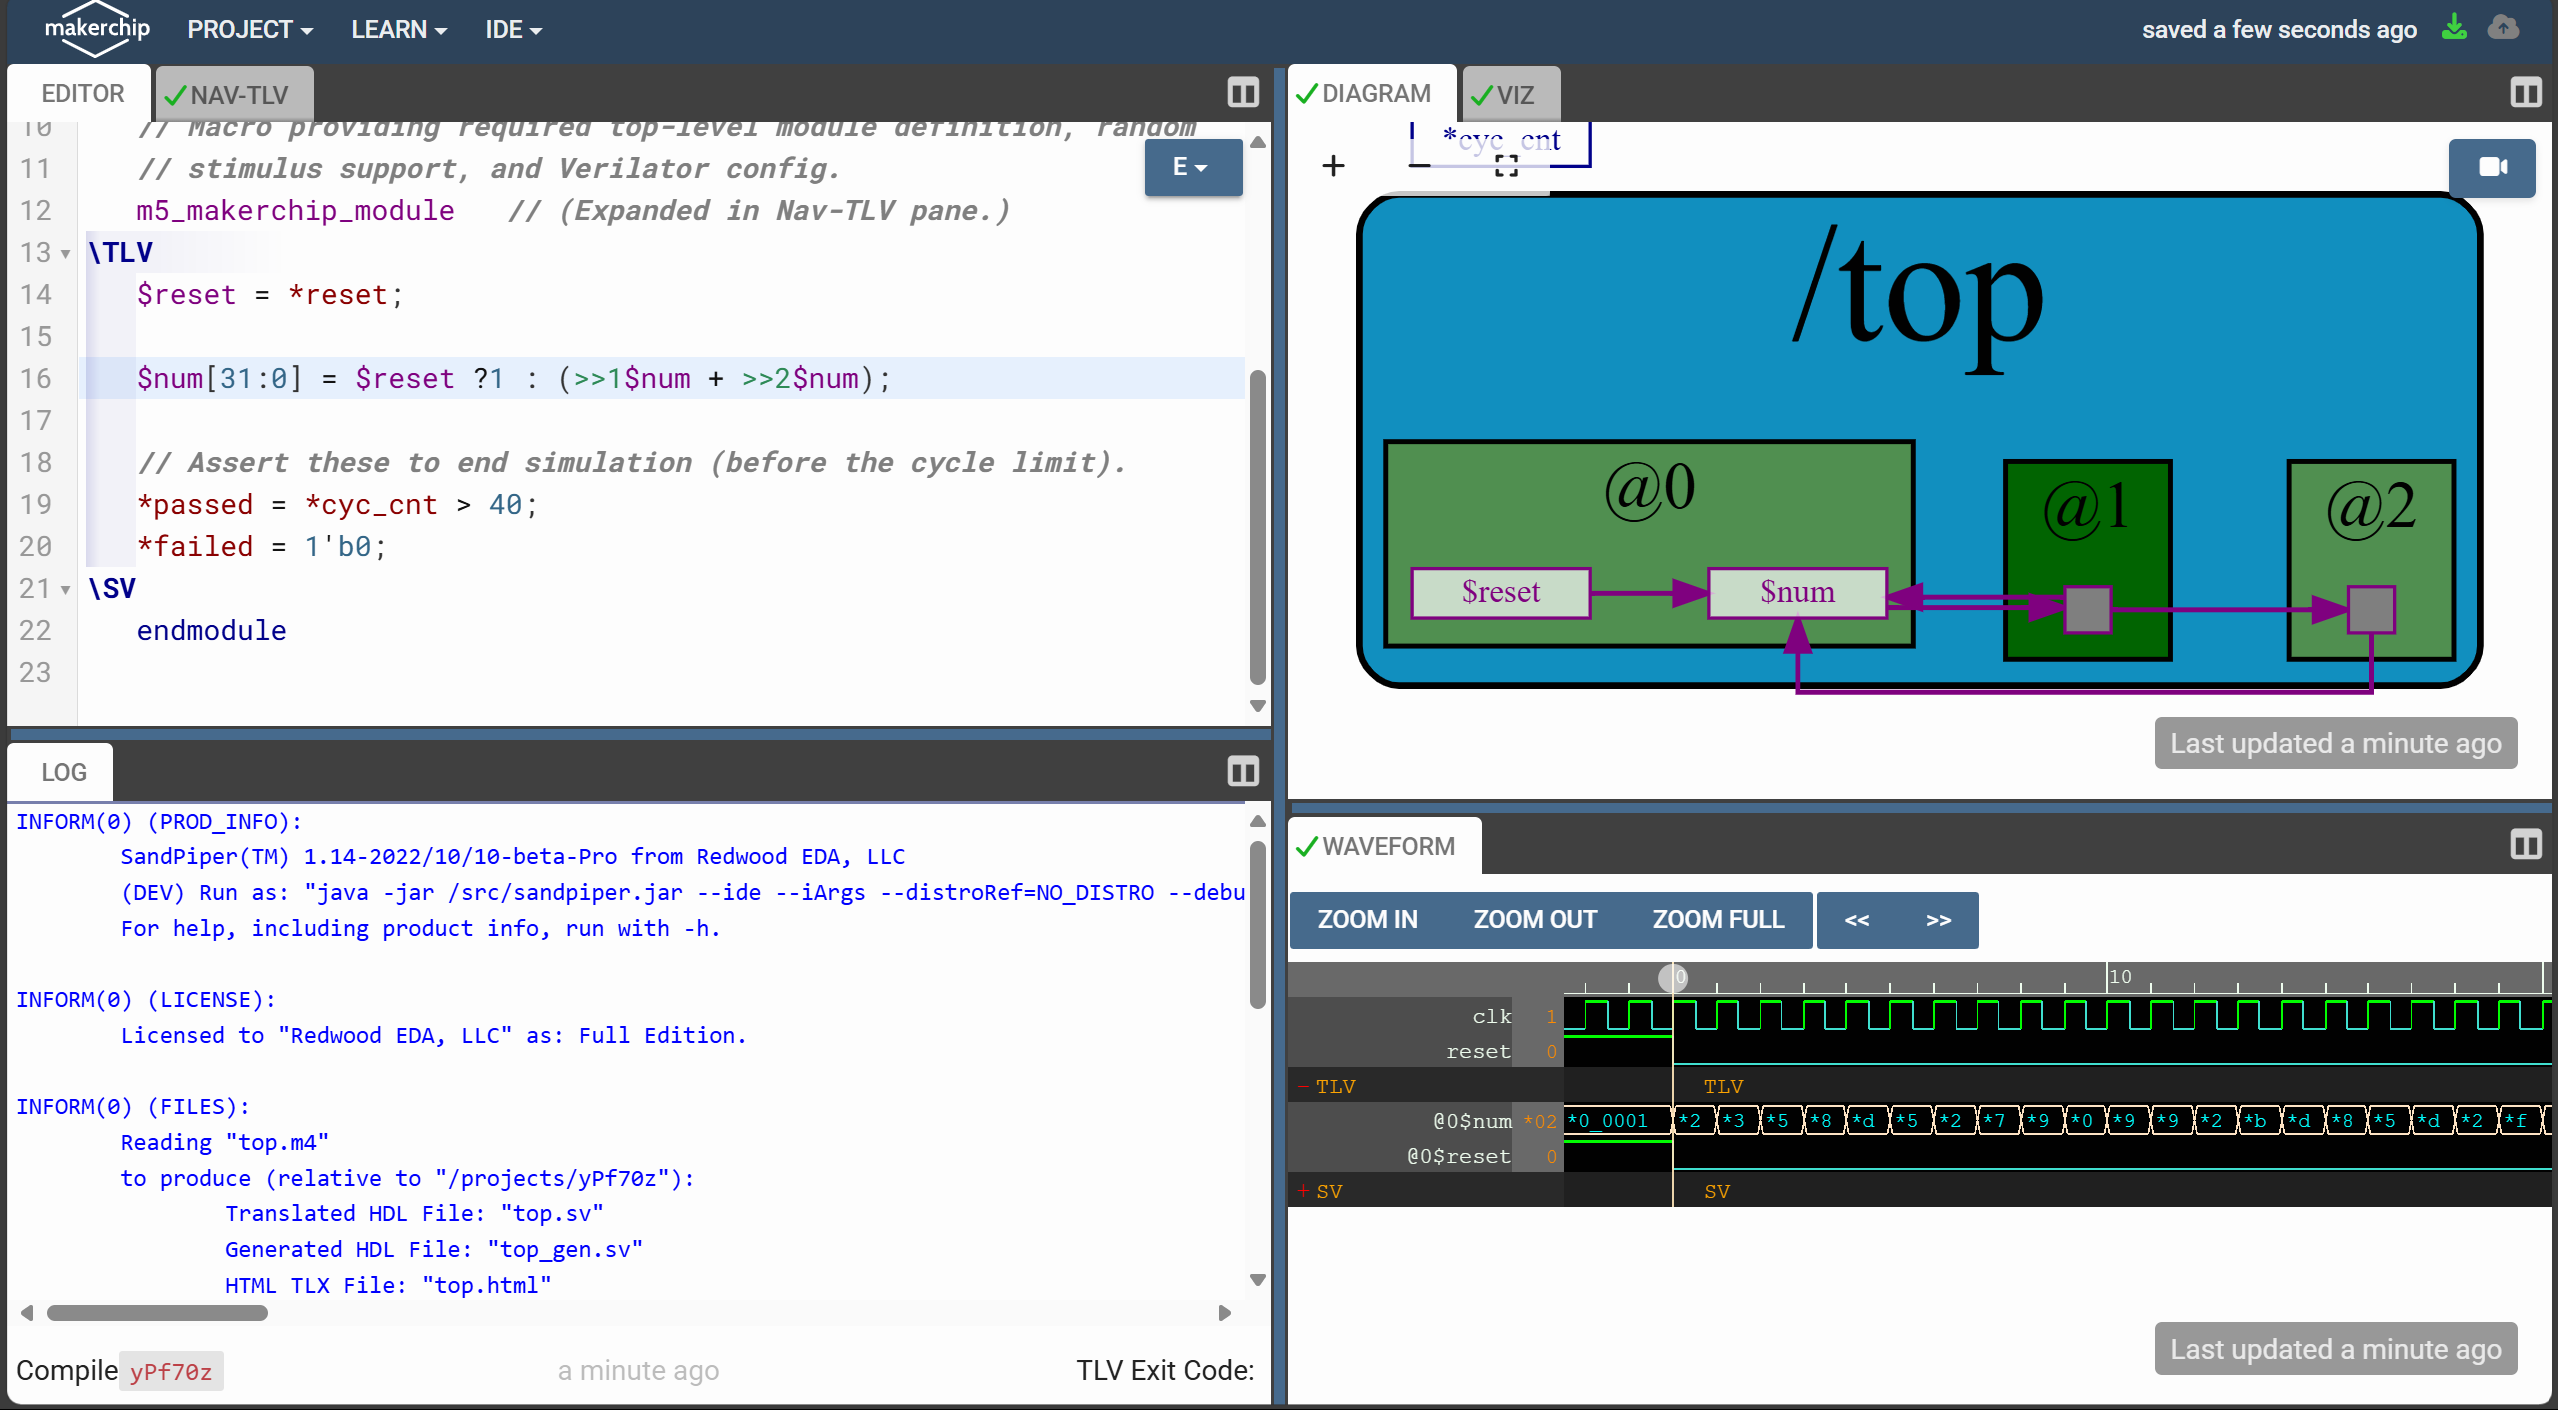 makerchip
PROJECT LEARN IDE
saved a few seconds ago
EDITOR NAV-TLV
10 // Macro providing required top-level module definition, random
11 // stimulus support, and Verilator config.
E
12 m5_makerchip_module // (Expanded in Nav-TLV pane.)
13 \TLV
14 $reset = *reset;
15
16 $num[31:0] = $reset ?1 : (>>1$num + >>2$num);
17
18 // Assert these to end simulation (before the cycle limit).
19 *passed = *cyc_cnt > 40;
20 *failed = 1'b0;
21 \SV
22 endmodule
23
LOG
INFORM(0) (PROD_INFO):
SandPiper(TM) 1.14-2022/10/10-beta-Pro from Redwood EDA, LLC
(DEV) Run as: "java -jar /src/sandpiper.jar --ide --iArgs --distroRef=NO_DISTRO --debu
For help, including product info, run with -h.
INFORM(0) (LICENSE):
Licensed to "Redwood EDA, LLC" as: Full Edition.
INFORM(0) (FILES):
Reading "top.m4"
to produce (relative to "/projects/yPf70z"):
Translated HDL File: "top.sv"
Generated HDL File: "top_gen.sv"
HTML TLX File: "top.html"
Compile yPf70z a minute ago TLV Exit Code:
DIAGRAM VIZ
*cyc_cnt
+ −
/top
@0 @1 @2
$reset $num
Last updated a minute ago
WAVEFORM
ZOOM IN ZOOM OUT ZOOM FULL << >>
0 10
clk 1
reset 0
- TLV TLV
@0$num *02 *0_0001 *2 *3 *5 *8 *d *5 *2 *7 *9 *0 *9 *9 *2 *b *d *8 *5 *d *2 *f
@0$reset 0
+ SV SV
Last updated a minute ago